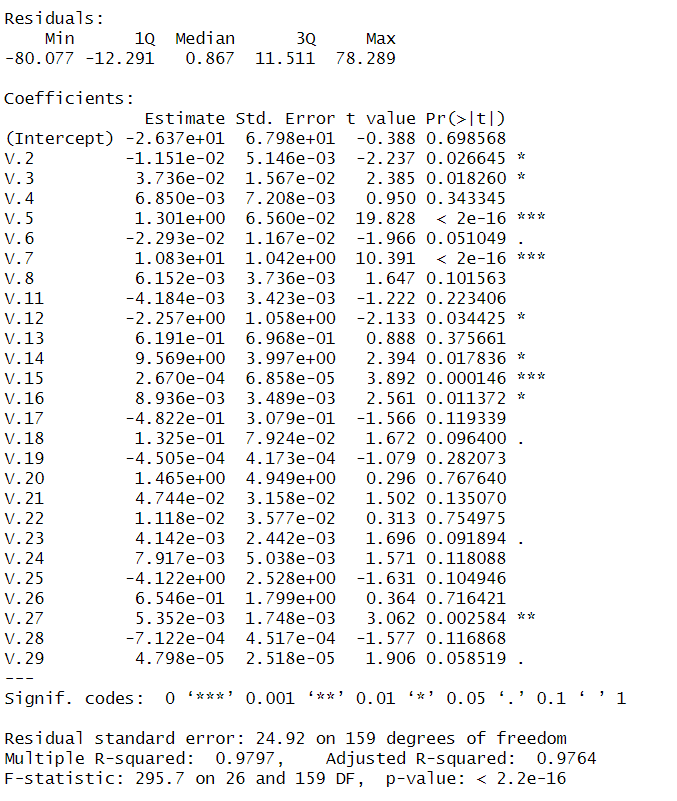 Residuals:
    Min      1Q  Median      3Q     Max
-80.077 -12.291   0.867  11.511  78.289

Coefficients:
              Estimate Std. Error t value Pr(>|t|)
(Intercept) -2.637e+01  6.798e+01  -0.388 0.698568
V.2         -1.151e-02  5.146e-03  -2.237 0.026645 *
V.3          3.736e-02  1.567e-02   2.385 0.018260 *
V.4          6.850e-03  7.208e-03   0.950 0.343345
V.5          1.301e+00  6.560e-02  19.828  < 2e-16 ***
V.6         -2.293e-02  1.167e-02  -1.966 0.051049 .
V.7          1.083e+01  1.042e+00  10.391  < 2e-16 ***
V.8          6.152e-03  3.736e-03   1.647 0.101563
V.11        -4.184e-03  3.423e-03  -1.222 0.223406
V.12        -2.257e+00  1.058e+00  -2.133 0.034425 *
V.13         6.191e-01  6.968e-01   0.888 0.375661
V.14         9.569e+00  3.997e+00   2.394 0.017836 *
V.15         2.670e-04  6.858e-05   3.892 0.000146 ***
V.16         8.936e-03  3.489e-03   2.561 0.011372 *
V.17        -4.822e-01  3.079e-01  -1.566 0.119339
V.18         1.325e-01  7.924e-02   1.672 0.096400 .
V.19        -4.505e-04  4.173e-04  -1.079 0.282073
V.20         1.465e+00  4.949e+00   0.296 0.767640
V.21         4.744e-02  3.158e-02   1.502 0.135070
V.22         1.118e-02  3.577e-02   0.313 0.754975
V.23         4.142e-03  2.442e-03   1.696 0.091894 .
V.24         7.917e-03  5.038e-03   1.571 0.118088
V.25        -4.122e+00  2.528e+00  -1.631 0.104946
V.26         6.546e-01  1.799e+00   0.364 0.716421
V.27         5.352e-03  1.748e-03   3.062 0.002584 **
V.28        -7.122e-04  4.517e-04  -1.577 0.116868
V.29         4.798e-05  2.518e-05   1.906 0.058519 .
---
Signif. codes:  0 ‘***’ 0.001 ‘**’ 0.01 ‘*’ 0.05 ‘.’ 0.1 ‘ ’ 1

Residual standard error: 24.92 on 159 degrees of freedom
Multiple R-squared:  0.9797,    Adjusted R-squared:  0.9764
F-statistic: 295.7 on 26 and 159 DF,  p-value: < 2.2e-16